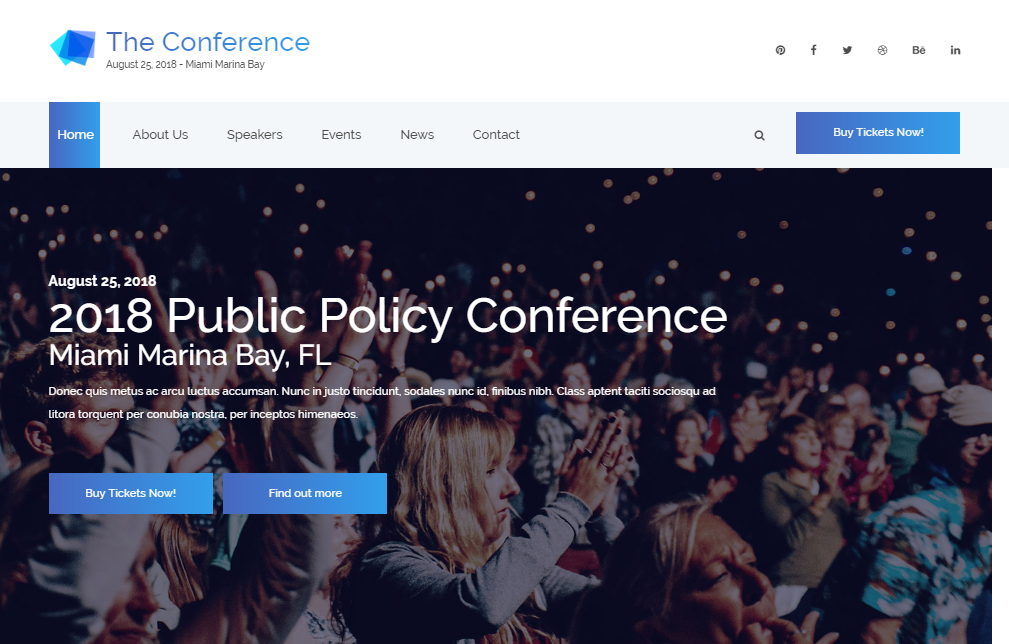 The Conference
August 25, 2018 - Miami Marina Bay
Bē
in
Home About Us Speakers Events News Contact
Buy Tickets Now!
August 25, 2018
2018 Public Policy Conference
Miami Marina Bay, FL
Donec quis metus ac arcu luctus accumsan. Nunc in justo tincidunt, sodales nunc id, finibus nibh. Class aptent taciti sociosqu ad
litora torquent per conubia nostra, per inceptos himenaeos.
Buy Tickets Now! Find out more